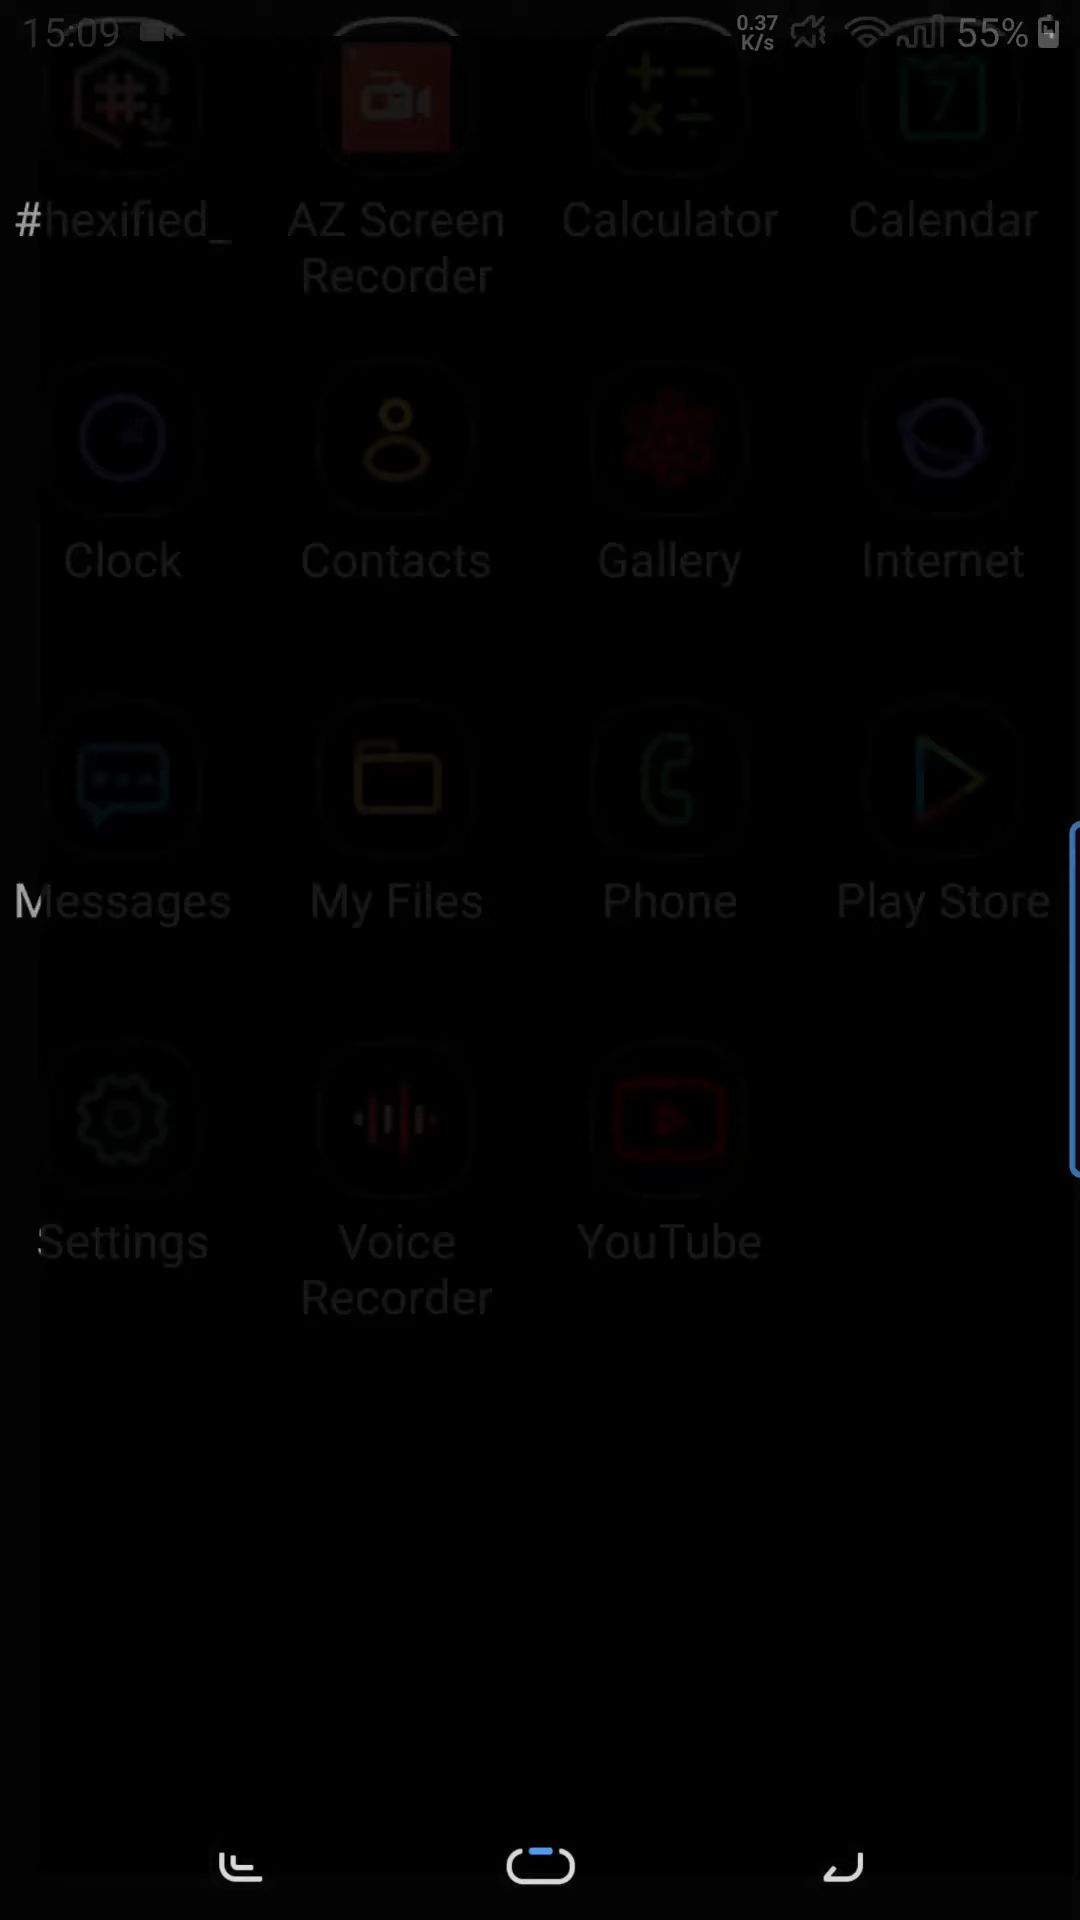 15:09 0.37 K/s 55%
7
#hexified_ AZ Screen Recorder Calculator Calendar
Clock Contacts Gallery Internet
Messages My Files Phone Play Store
Settings Voice Recorder YouTube